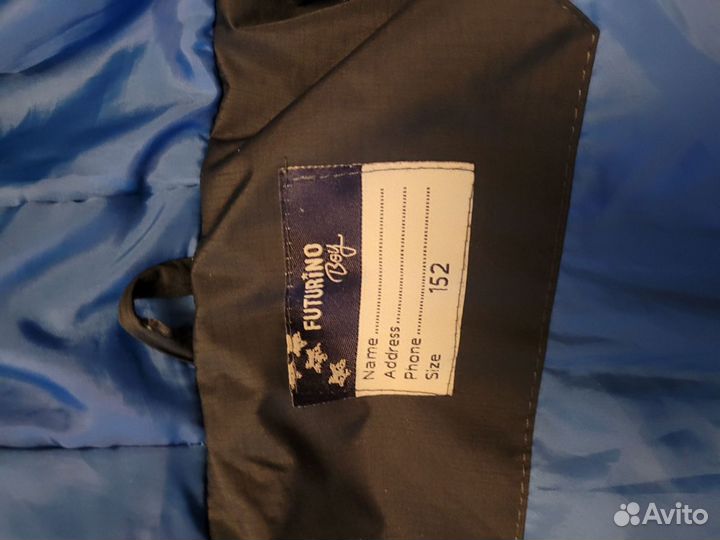 FUTURiNO
Boy
Name ..............................
Address ..............................
Phone ..............................
Size 152
Avito